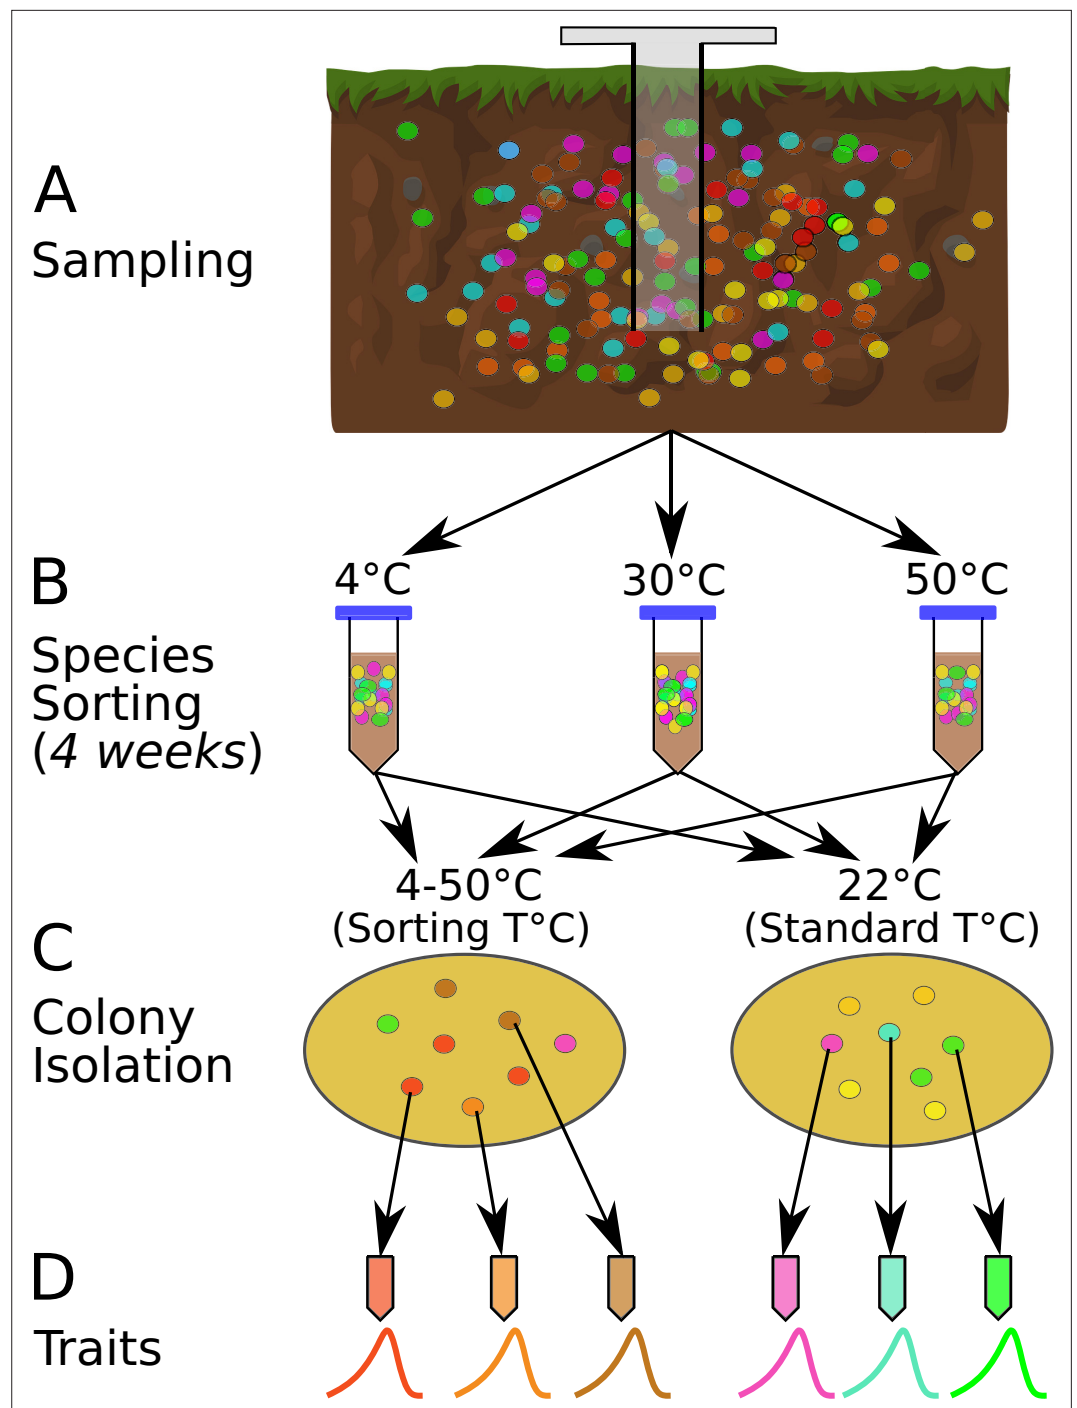 A
Sampling
B
4°C 30°C 50°C
Species
Sorting
(4 weeks)
4-50°C 22°C
(Sorting T°C) (Standard T°C)
C
Colony
Isolation
D
Traits